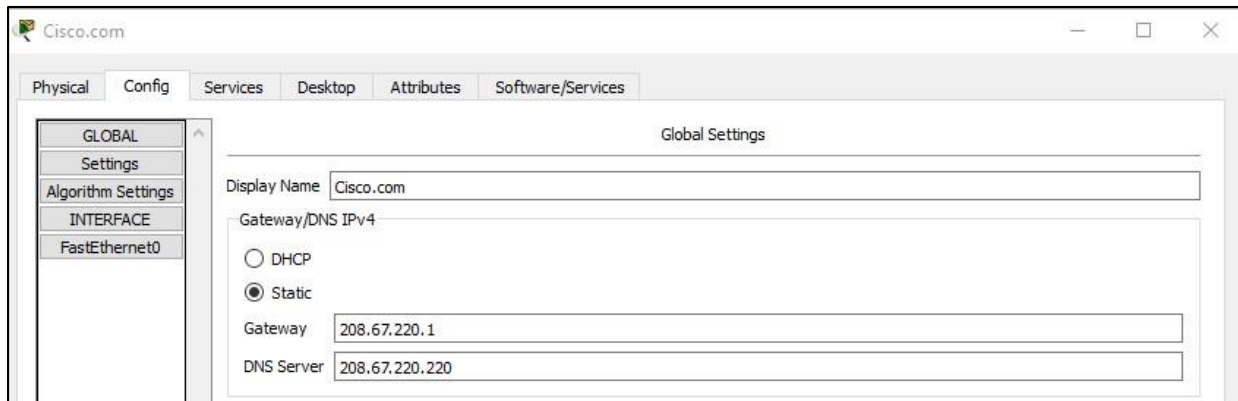 Cisco.com
Physical Config Services Desktop Attributes Software/Services
GLOBAL
Settings
Algorithm Settings
INTERFACE
FastEthernet0
Global Settings
Display Name Cisco.com
Gateway/DNS IPv4
DHCP
Static
Gateway 208.67.220.1
DNS Server 208.67.220.220